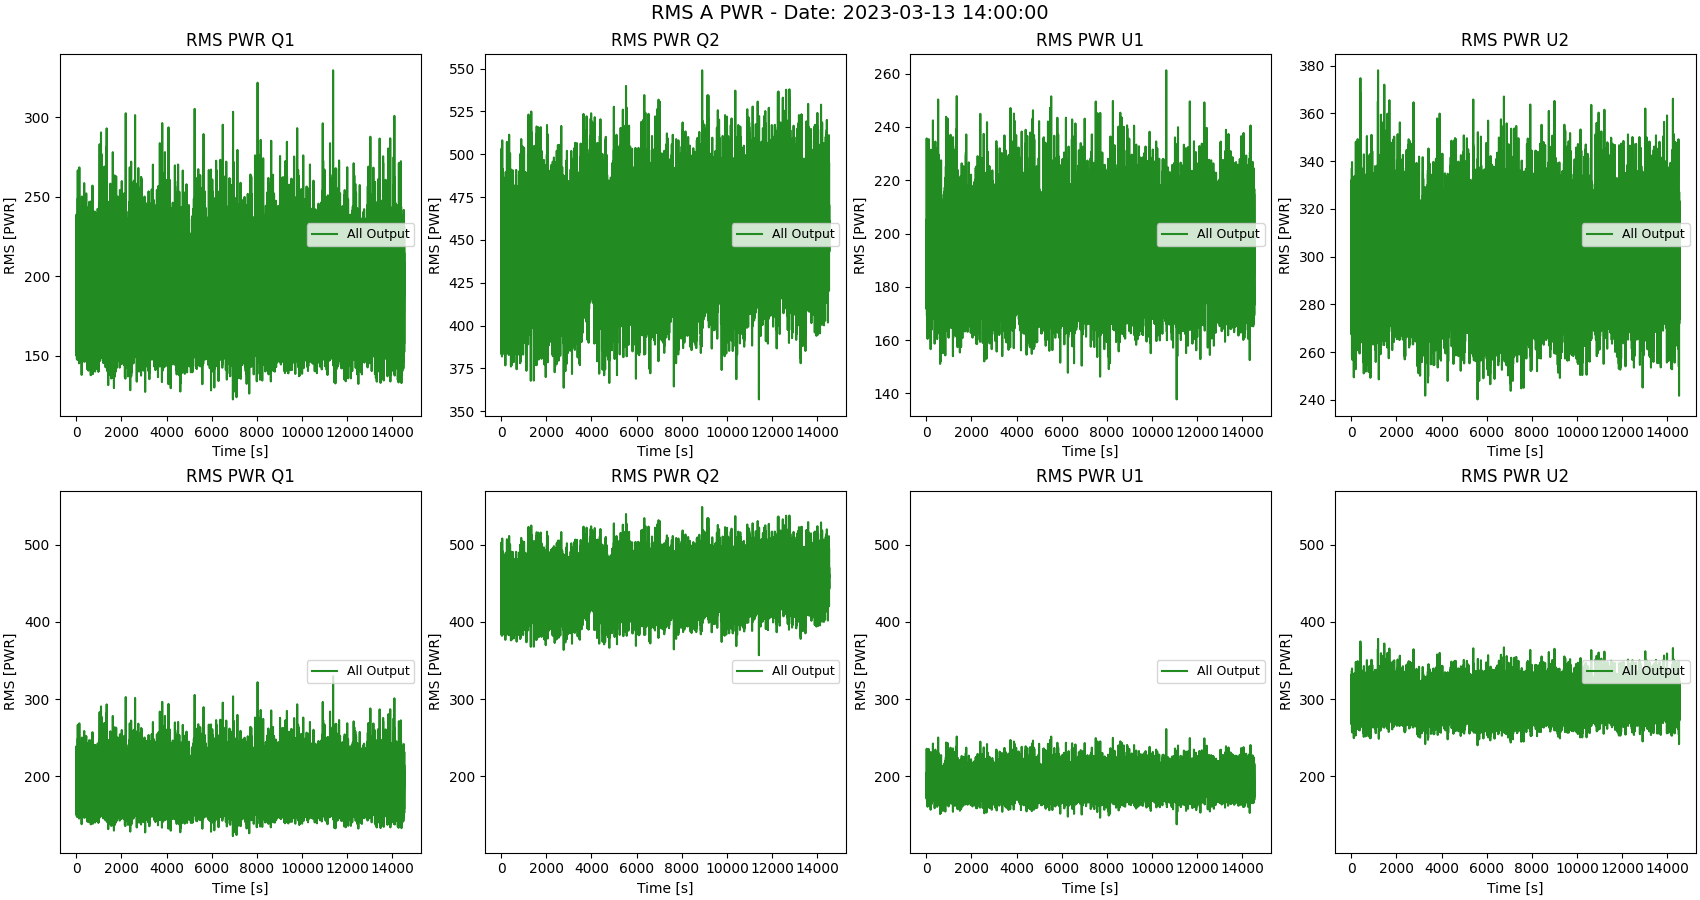 RMS A PWR - Date: 2023-03-13 14:00:00
RMS PWR Q1
RMS [PWR]
300
250
200
150
All Output
0 2000 4000 6000 8000 10000 12000 14000
Time [s]
RMS PWR Q2
RMS [PWR]
550
525
500
475
450
425
400
375
350
All Output
0 2000 4000 6000 8000 10000 12000 14000
Time [s]
RMS PWR U1
RMS [PWR]
260
240
220
200
180
160
140
All Output
0 2000 4000 6000 8000 10000 12000 14000
Time [s]
RMS PWR U2
RMS [PWR]
380
360
340
320
300
280
260
240
All Output
0 2000 4000 6000 8000 10000 12000 14000
Time [s]
RMS PWR Q1
RMS [PWR]
500
400
300
200
All Output
0 2000 4000 6000 8000 10000 12000 14000
Time [s]
RMS PWR Q2
RMS [PWR]
500
400
300
200
All Output
0 2000 4000 6000 8000 10000 12000 14000
Time [s]
RMS PWR U1
RMS [PWR]
500
400
300
200
All Output
0 2000 4000 6000 8000 10000 12000 14000
Time [s]
RMS PWR U2
RMS [PWR]
500
400
300
200
All Output
0 2000 4000 6000 8000 10000 12000 14000
Time [s]